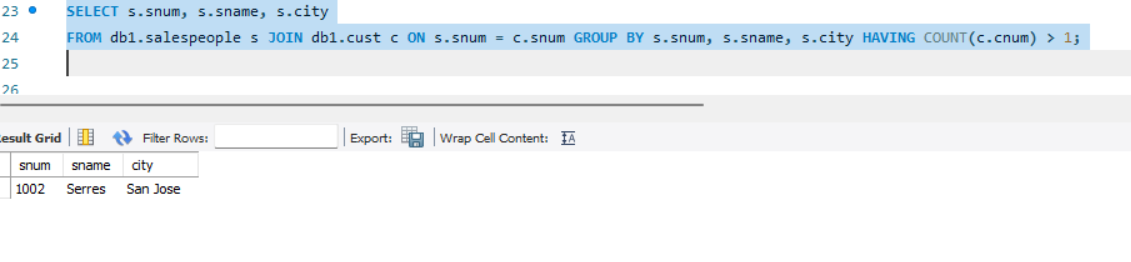 23 SELECT s.snum, s.sname, s.city
24 FROM db1.salespeople s JOIN db1.cust c ON s.snum = c.snum GROUP BY s.snum, s.sname, s.city HAVING COUNT(c.cnum) > 1;
25
26
esult Grid Filter Rows: Export: Wrap Cell Content: IA
snum sname city
1002 Serres San Jose